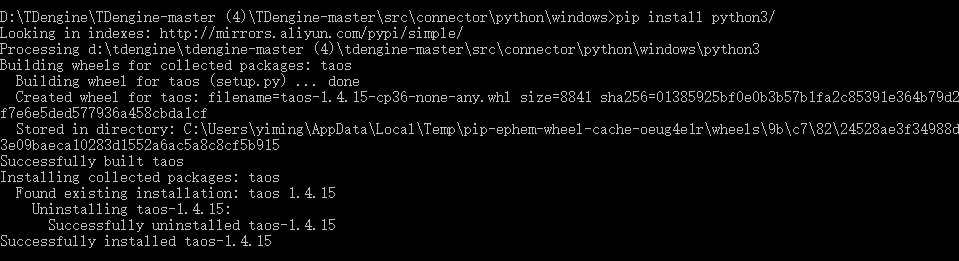 D:\TDengine\TDengine-master (4)\TDengine-master\src\connector\python\windows>pip install python3/
Looking in indexes: http://mirrors.aliyun.com/pypi/simple/
Processing d:\tdengine\tdengine-master (4)\tdengine-master\src\connector\python\windows\python3
Building wheels for collected packages: taos
  Building wheel for taos (setup.py) ... done
  Created wheel for taos: filename=taos-1.4.15-cp36-none-any.whl size=8841 sha256=01385925bf0e0b3b57b1fa2c85391e364b79d2
f7e6e5ded577936a458cbda1cf
  Stored in directory: C:\Users\yiming\AppData\Local\Temp\pip-ephem-wheel-cache-oeug4e1r\wheels\9b\c7\82\24528ae3f34988d
3e09baeca10283d1552a6ac5a8c8cf5b915
Successfully built taos
Installing collected packages: taos
  Found existing installation: taos 1.4.15
    Uninstalling taos-1.4.15:
      Successfully uninstalled taos-1.4.15
Successfully installed taos-1.4.15